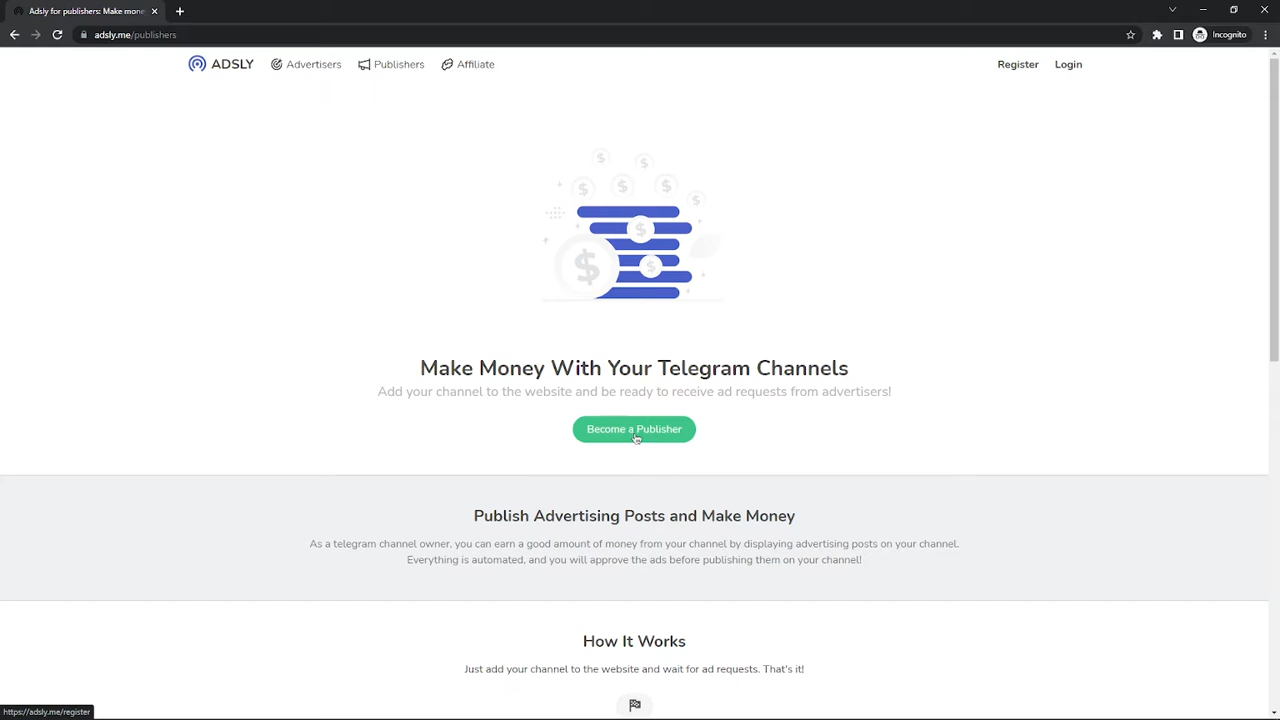 Adsly for publishers: Make mone
adsly.me/publishers
Incognito
ADSLY
Advertisers
Publishers
Affiliate
Register
Login
$ $
$ $ $ $
$
$ $
Make Money With Your Telegram Channels
Add your channel to the website and be ready to receive ad requests from advertisers!
Become a Publisher
Publish Advertising Posts and Make Money
As a telegram channel owner, you can earn a good amount of money from your channel by displaying advertising posts on your channel.
Everything is automated, and you will approve the ads before publishing them on your channel!
How It Works
Just add your channel to the website and wait for ad requests. That's it!
https://adsly.me/register